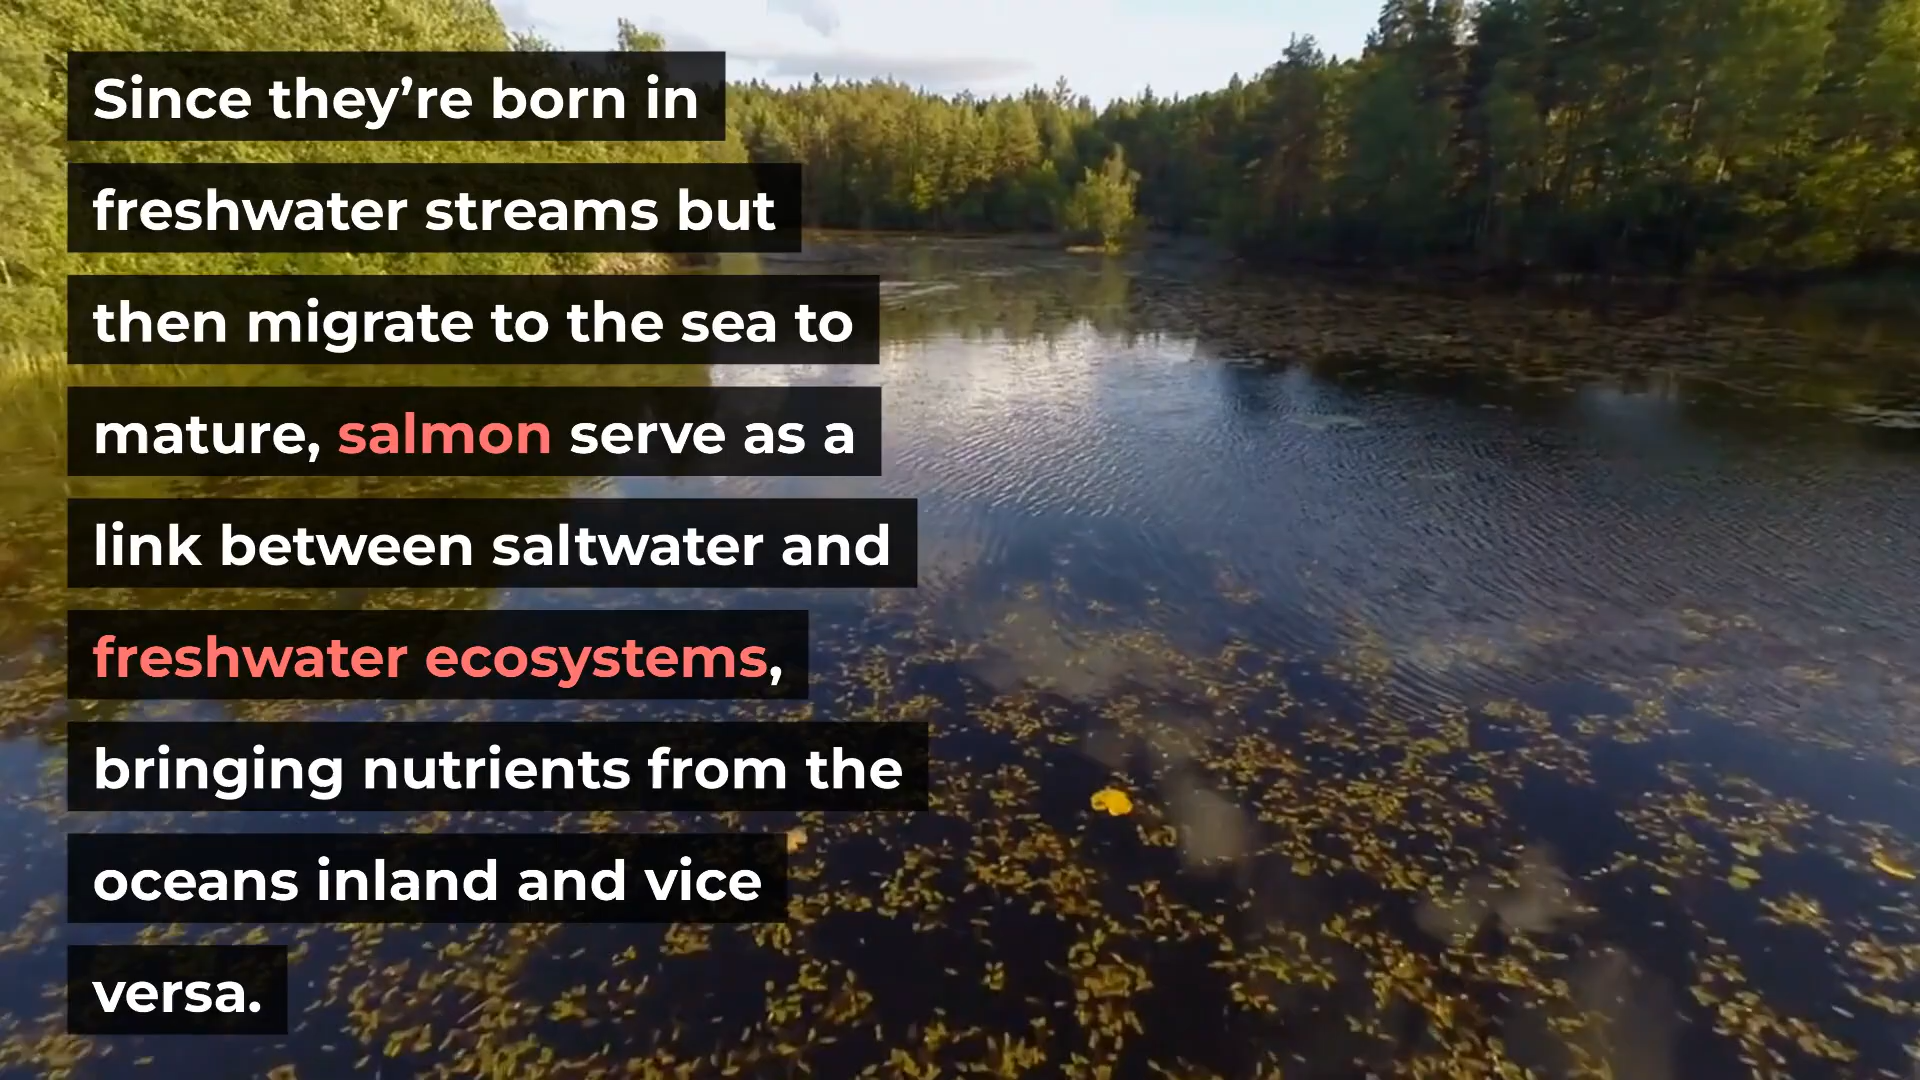 Since they’re born in
freshwater streams but
then migrate to the sea to
mature, salmon serve as a
link between saltwater and
freshwater ecosystems,
bringing nutrients from the
oceans inland and vice
versa.